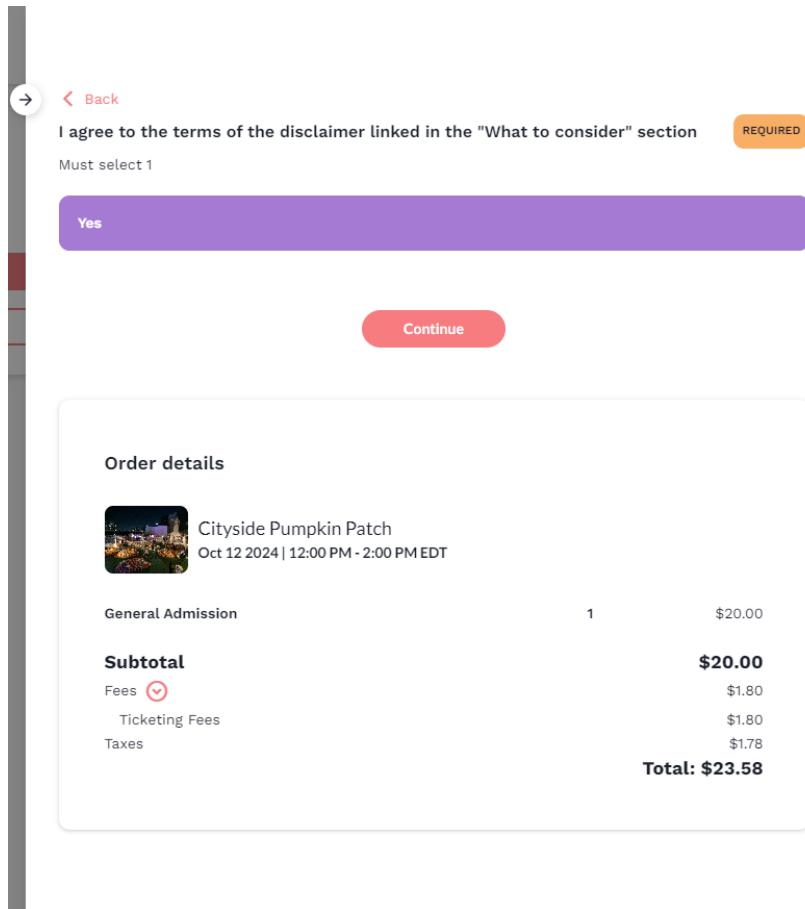 Back
I agree to the terms of the disclaimer linked in the "What to consider" section REQUIRED
Must select 1
Yes
Continue
Order details
Cityside Pumpkin Patch
Oct 12 2024 | 12:00 PM - 2:00 PM EDT
General Admission 1 $20.00
Subtotal $20.00
Fees $1.80
Ticketing Fees $1.80
Taxes $1.78
Total: $23.58